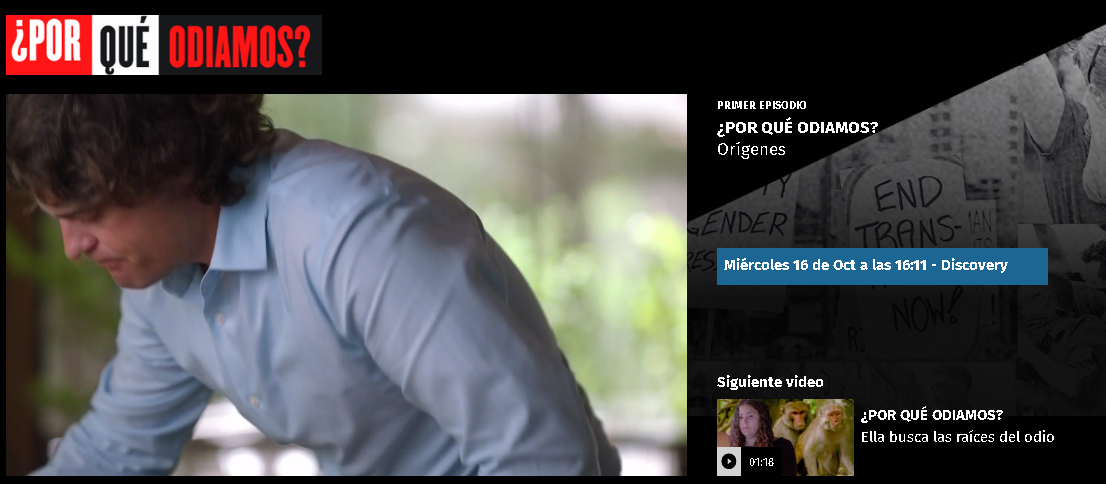 ¿POR QUÉ ODIAMOS?
PRIMER EPISODIO
¿POR QUÉ ODIAMOS?
Orígenes
GENDER
END
TRANS-
NOW!
Miércoles 16 de Oct a las 16:11 - Discovery
Siguiente video
¿POR QUÉ ODIAMOS?
Ella busca las raíces del odio
01:18